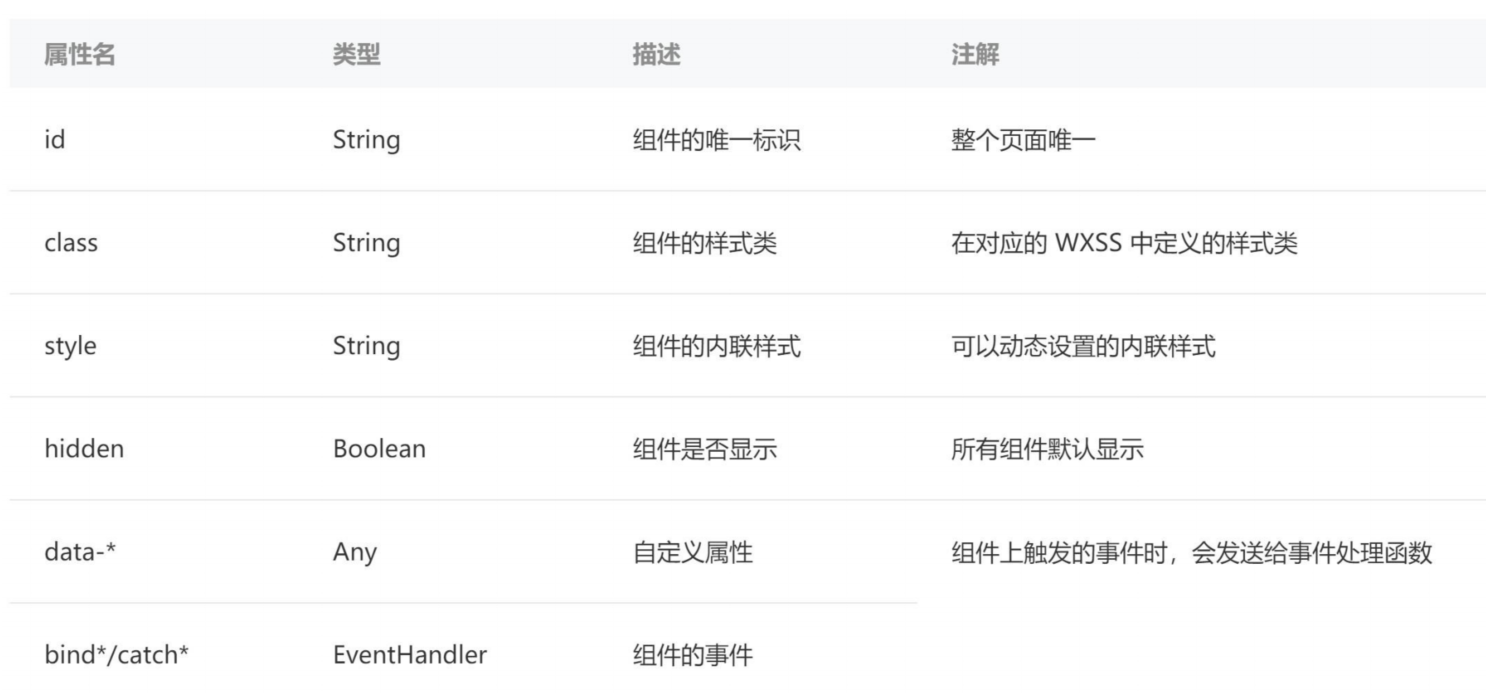 属性名 类型 描述 注解
id String 组件的唯一标识 整个页面唯一
class String 组件的样式类 在对应的 WXSS 中定义的样式类
style String 组件的内联样式 可以动态设置的内联样式
hidden Boolean 组件是否显示 所有组件默认显示
data-* Any 自定义属性 组件上触发的事件时，会发送给事件处理函数
bind*/catch* EventHandler 组件的事件